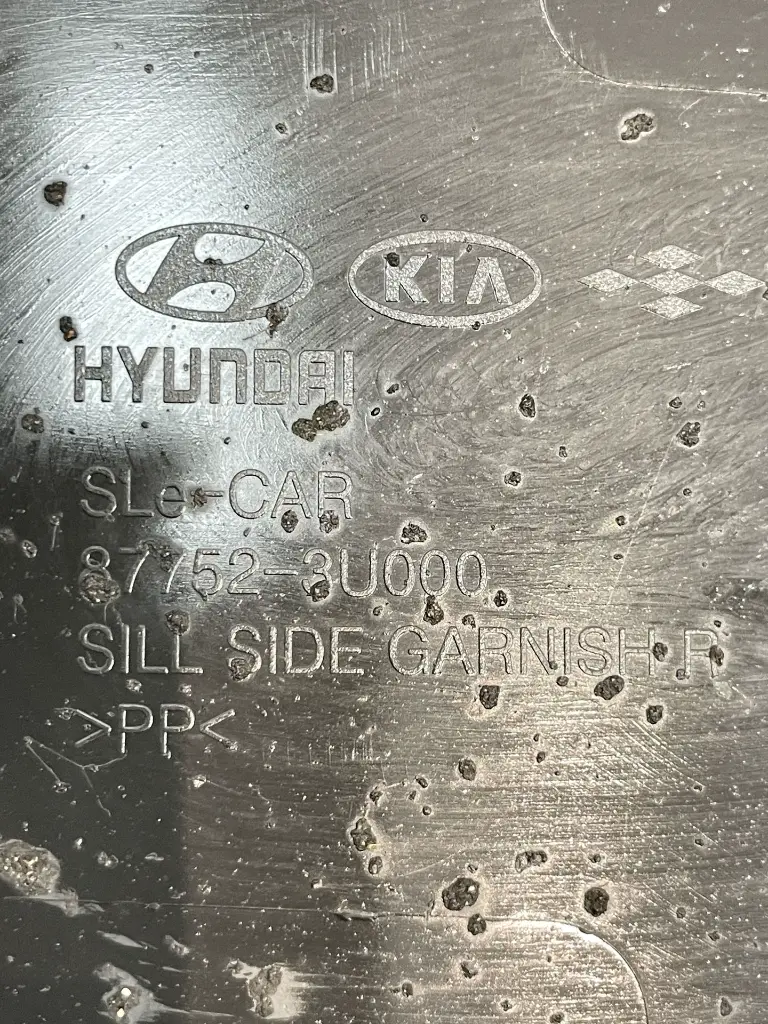 KIA
HYUNDAI
SLe-CAR
87752-3U000
SILL SIDE GARNISH R
>PP<